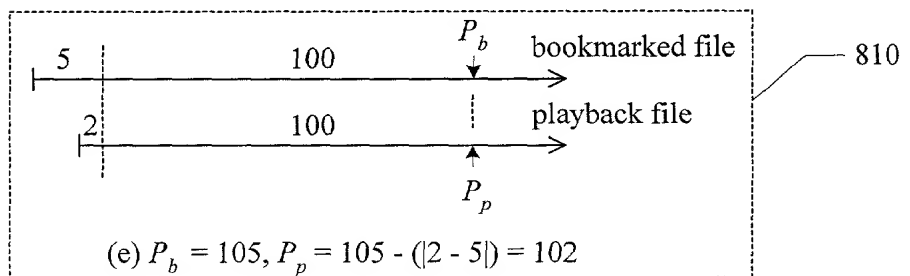 P_b
5 100 bookmarked file
810
2 100 playback file
P_p
(e) P_b = 105, P_p = 105 - (|2 - 5|) = 102